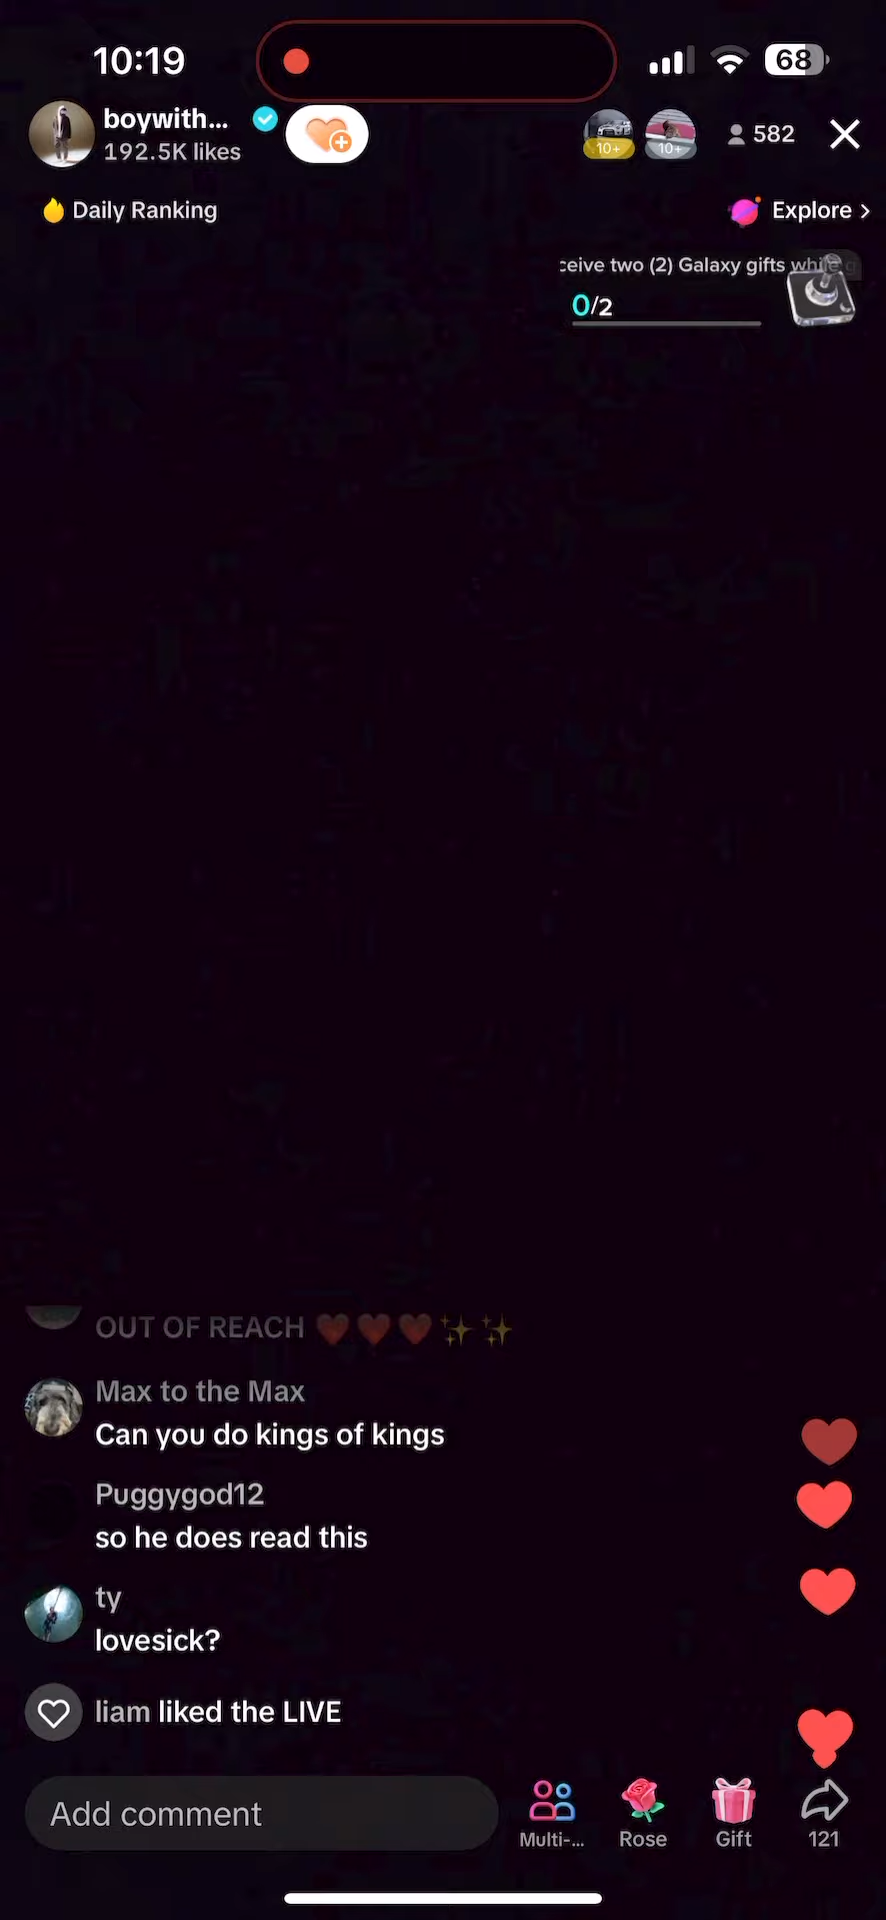 10:19
68
boywith...
192.5K likes
10+
10+
582
Daily Ranking
Explore >
ceive two (2) Galaxy gifts while g
0/2
OUT OF REACH ❤️❤️❤️✨✨
Max to the Max
Can you do kings of kings
Puggygod12
so he does read this
ty
lovesick?
liam liked the LIVE
Add comment
Multi-...
Rose
Gift
121